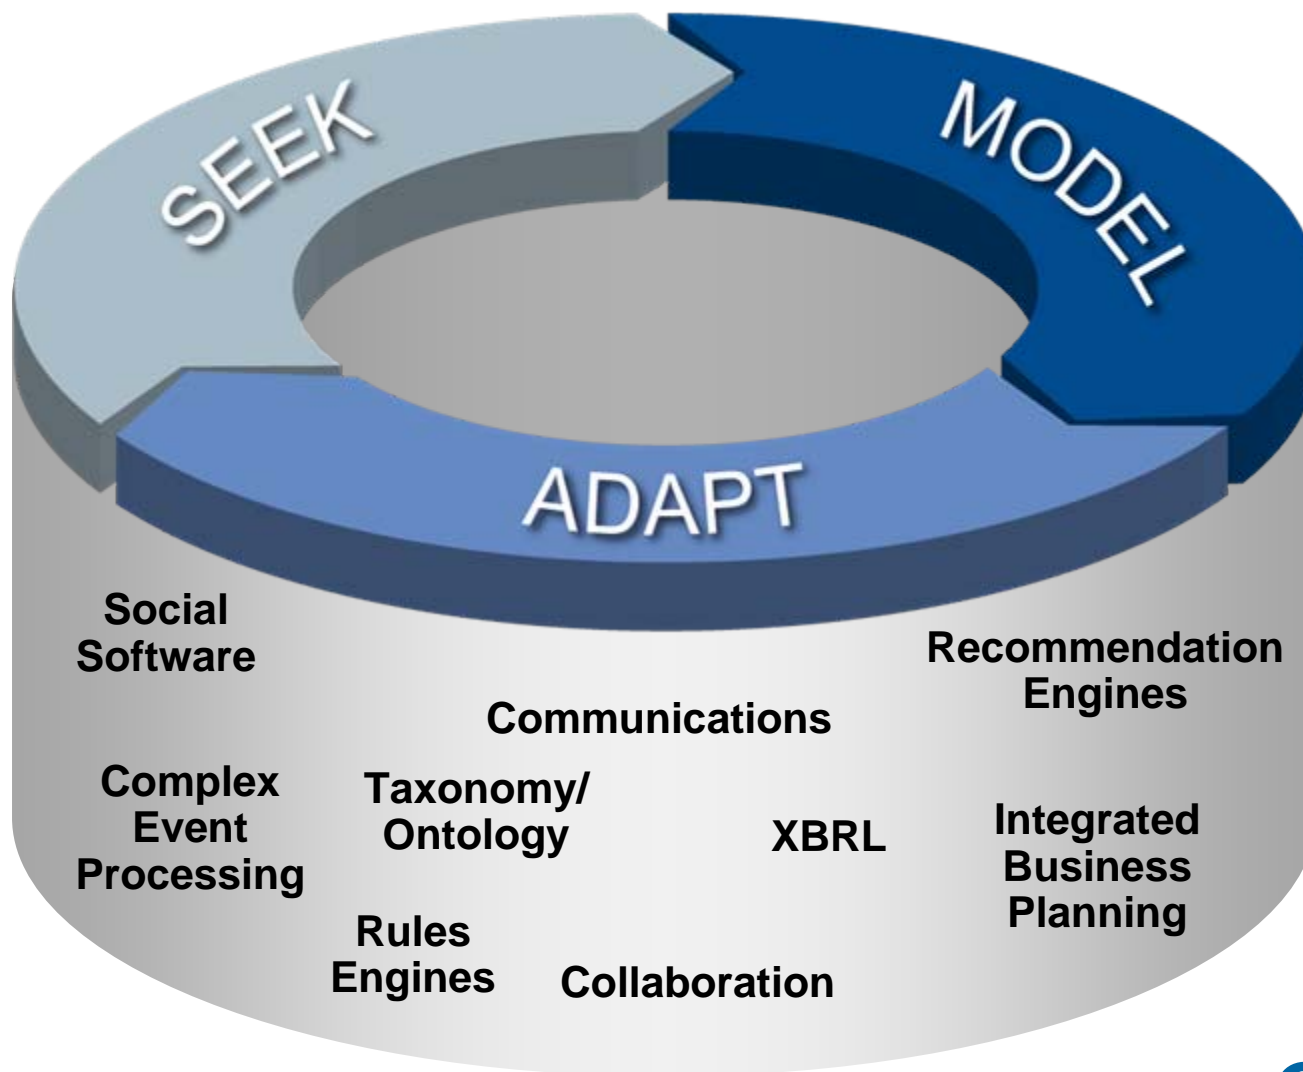 SEEK
MODEL
ADAPT
Social
Software
Recommendation
Engines
Communications
Complex
Event
Processing
Taxonomy/
Ontology
XBRL
Integrated
Business
Planning
Rules
Engines
Collaboration